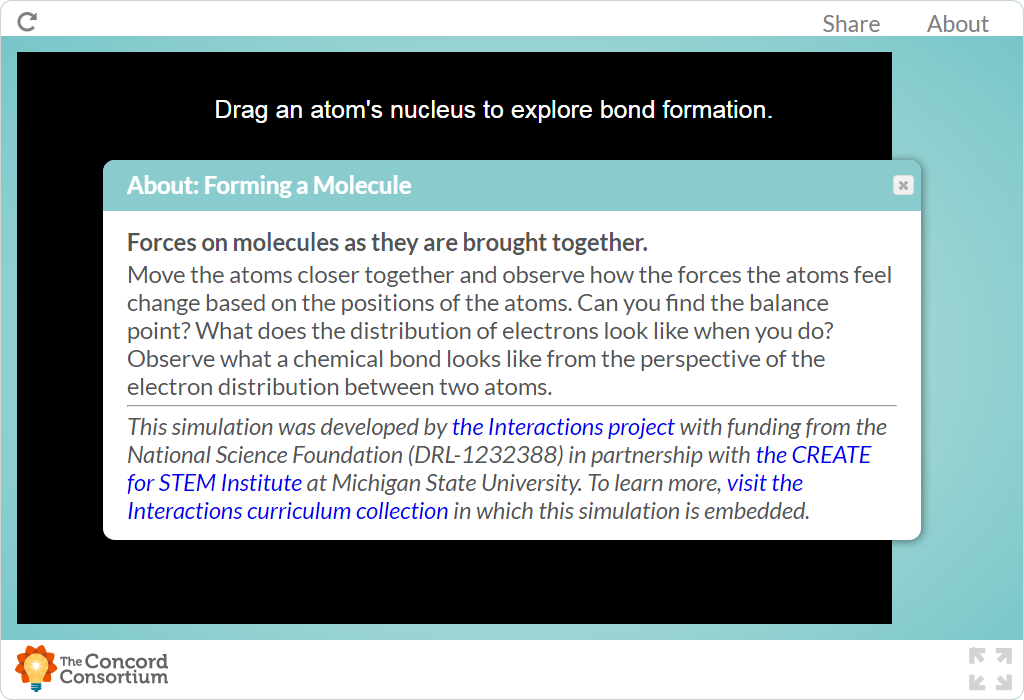 Share About
Drag an atom's nucleus to explore bond formation.
About: Forming a Molecule
Forces on molecules as they are brought together.
Move the atoms closer together and observe how the forces the atoms feel
change based on the positions of the atoms. Can you find the balance
point? What does the distribution of electrons look like when you do?
Observe what a chemical bond looks like from the perspective of the
electron distribution between two atoms.
This simulation was developed by the Interactions project with funding from the
National Science Foundation (DRL-1232388) in partnership with the CREATE
for STEM Institute at Michigan State University. To learn more, visit the
Interactions curriculum collection in which this simulation is embedded.
The Concord
Consortium